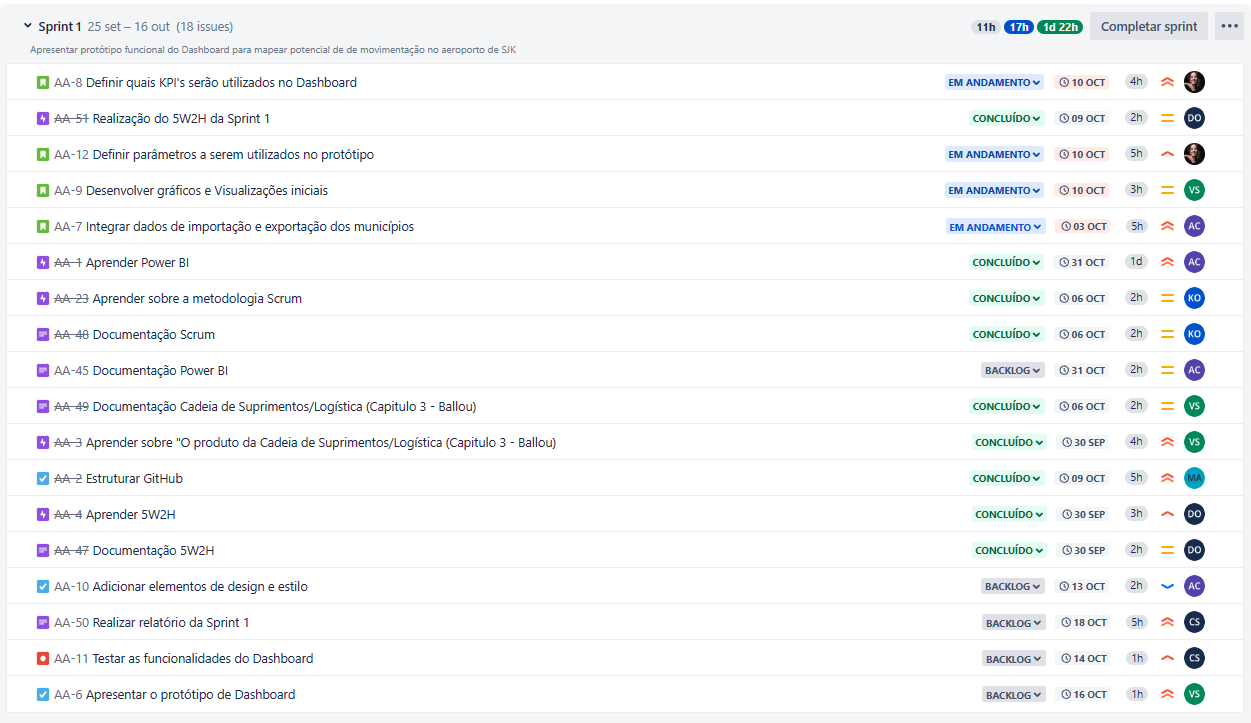 Sprint 1 25 set – 16 out (18 issues) 11h 17h 1d 22h Completar sprint
Apresentar protótipo funcional do Dashboard para mapear potencial de de movimentação no aeroporto de SJK
AA-8 Definir quais KPI's serão utilizados no Dashboard EM ANDAMENTO 10 OCT 4h
AA-51 Realização do 5W2H da Sprint 1 CONCLUÍDO 09 OCT 2h DO
AA-12 Definir parâmetros a serem utilizados no protótipo EM ANDAMENTO 10 OCT 5h
AA-9 Desenvolver gráficos e Visualizações iniciais EM ANDAMENTO 10 OCT 3h VS
AA-7 Integrar dados de importação e exportação dos municípios EM ANDAMENTO 03 OCT 5h AC
AA-1 Aprender Power BI CONCLUÍDO 31 OCT 1d AC
AA-23 Aprender sobre a metodologia Scrum CONCLUÍDO 06 OCT 2h KO
AA-48 Documentação Scrum CONCLUÍDO 06 OCT 2h KO
AA-45 Documentação Power BI BACKLOG 31 OCT 2h AC
AA-49 Documentação Cadeia de Suprimentos/Logística (Capitulo 3 - Ballou) CONCLUÍDO 06 OCT 2h VS
AA-3 Aprender sobre "O produto da Cadeia de Suprimentos/Logística (Capitulo 3 - Ballou) CONCLUÍDO 30 SEP 4h VS
AA-2 Estruturar GitHub CONCLUÍDO 09 OCT 5h MA
AA-4 Aprender 5W2H CONCLUÍDO 30 SEP 3h DO
AA-47 Documentação 5W2H CONCLUÍDO 30 SEP 2h DO
AA-10 Adicionar elementos de design e estilo BACKLOG 13 OCT 2h AC
AA-50 Realizar relatório da Sprint 1 BACKLOG 18 OCT 5h CS
AA-11 Testar as funcionalidades do Dashboard BACKLOG 14 OCT 1h CS
AA-6 Apresentar o protótipo de Dashboard BACKLOG 16 OCT 1h VS